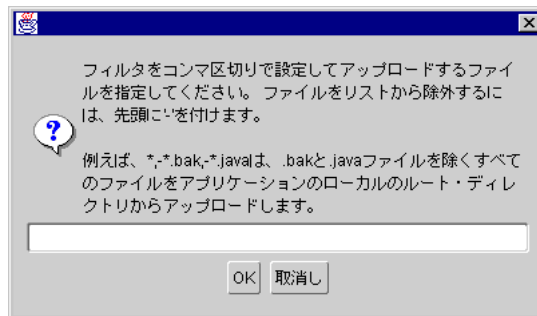 フィルタをコンマ区切りで設定してアップロードするファイ
ルを指定してください。 ファイルをリストから除外するに
は、先頭に'-'を付けます。
例えば、*,-*.bak,-*.javaは、.bakと.javaファイルを除くすべて
のファイルをアプリケーションのローカルのルート・ディレ
クトリからアップロードします。
OK 取消し